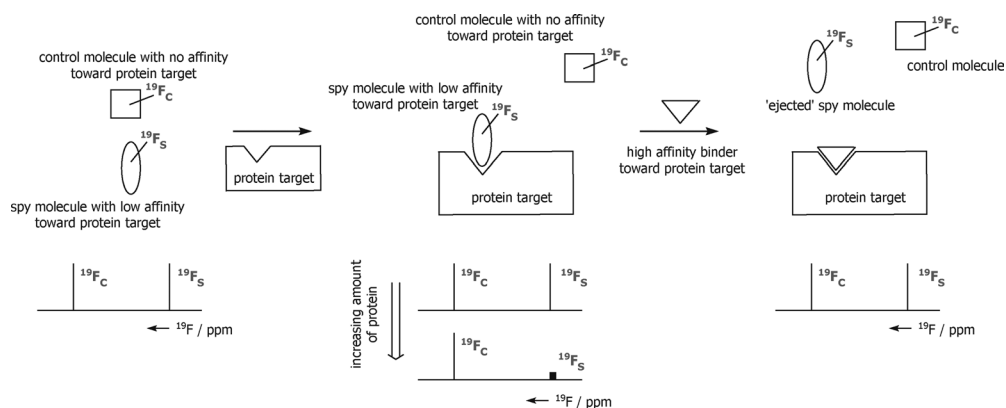 control molecule with no affinity
toward protein target
19FC
19FS
spy molecule with low affinity
toward protein target
protein target
control molecule with no affinity
toward protein target
19FC
spy molecule with low affinity
toward protein target
19FS
protein target
high affinity binder
toward protein target
19FS
19FC
control molecule
'ejected' spy molecule
protein target
19FC
19FS
19F / ppm
increasing amount
of protein
19FC
19FS
19FC
19FS
19F / ppm
19FC
19FS
19F / ppm